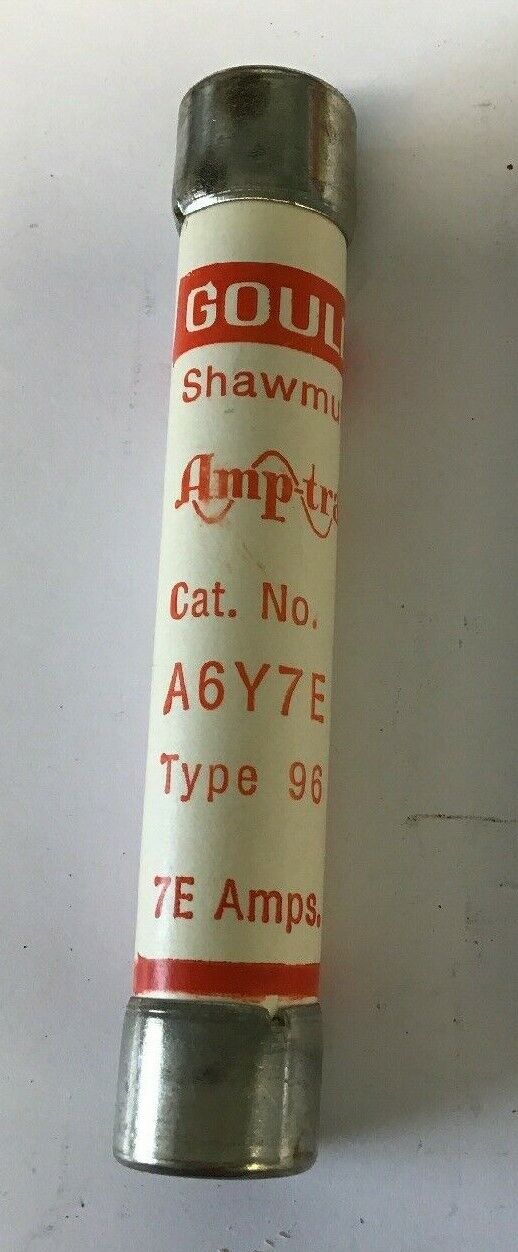 GOUL
Shawmu
Amp-tra
Cat. No.
A6Y7E
Type 96
7E Amps.